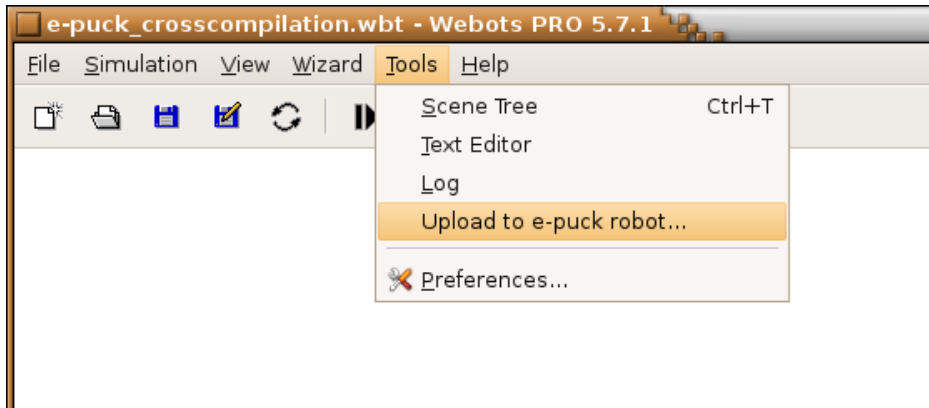 e-puck_crosscompilation.wbt - Webots PRO 5.7.1
File Simulation View Wizard Tools Help
Scene Tree Ctrl+T
Text Editor
Log
Upload to e-puck robot...
Preferences...